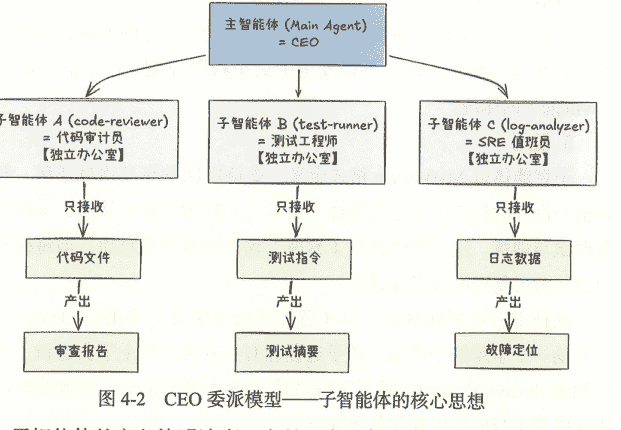 主智能体 (Main Agent)
= CEO
子智能体 A (code-reviewer)
= 代码审计员
【独立办公室】
子智能体 B (test-runner)
= 测试工程师
【独立办公室】
子智能体 C (log-analyzer)
= SRE 值班员
【独立办公室】
只接收
只接收
只接收
代码文件
测试指令
日志数据
产出
产出
产出
审查报告
测试摘要
故障定位
图 4-2 CEO 委派模型——子智能体的核心思想